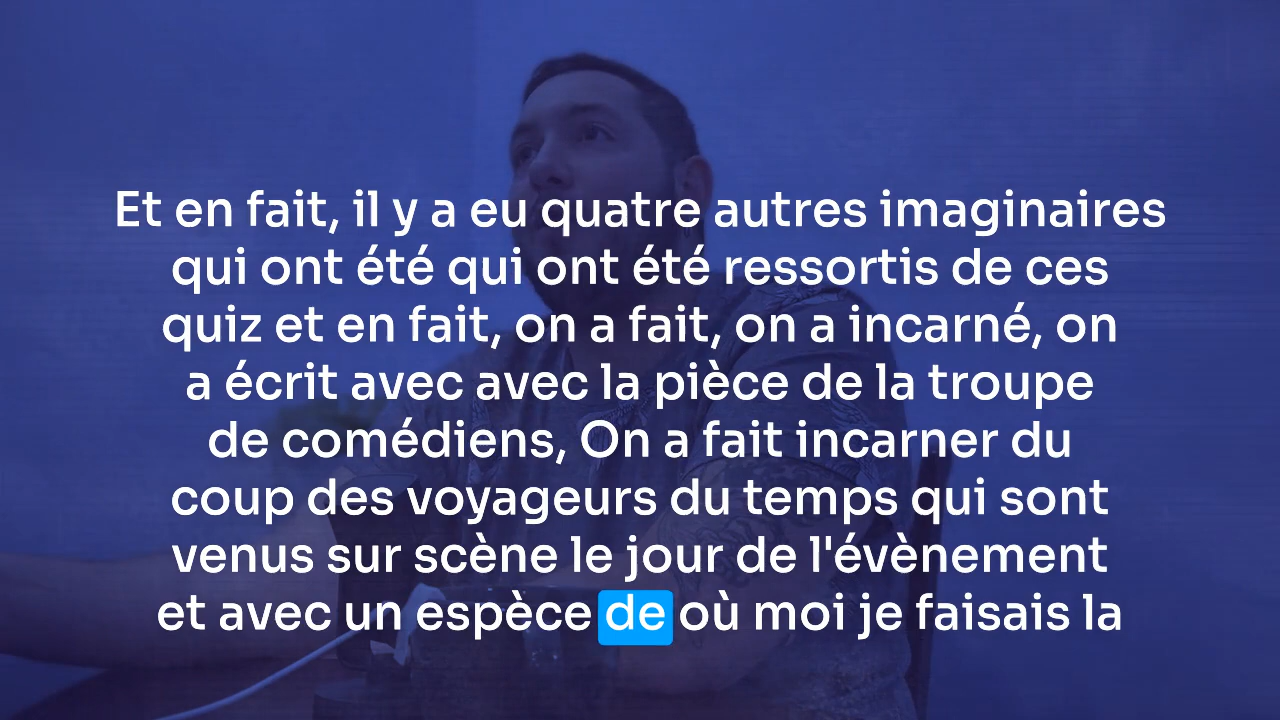 Et en fait, il y a eu quatre autres imaginaires
qui ont été qui ont été ressortis de ces
quiz et en fait, on a fait, on a incarné, on
a écrit avec avec la pièce de la troupe
de comédiens, On a fait incarner du
coup des voyageurs du temps qui sont
venus sur scène le jour de l'évènement
et avec un espèce de où moi je faisais la